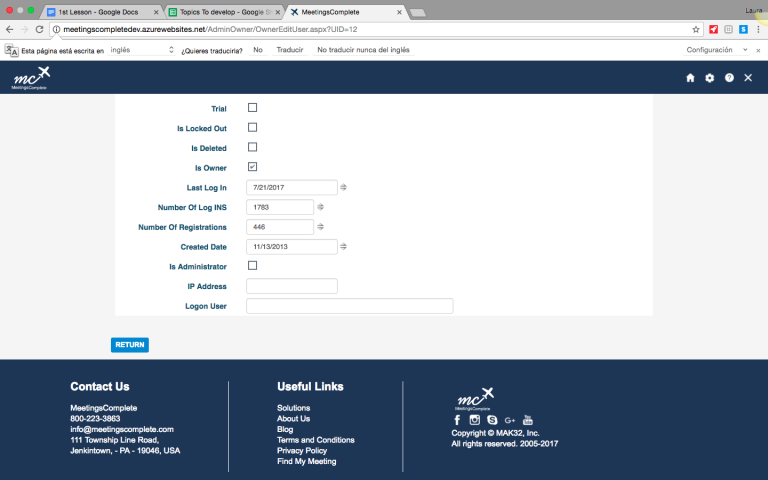 1st Lesson - Google Docs
Topics To develop - Google S
MeetingsComplete
Laura
meetingscompletedev.azurewebsites.net/AdminOwner/OwnerEditUser.aspx?UID=12
Esta página está escrita en inglés ¿Quieres traducirla? No Traducir No traducir nunca del inglés Configuración
mc
MeetingsComplete
Trial
Is Locked Out
Is Deleted
Is Owner
Last Log In 7/21/2017
Number Of Log INS 1783
Number Of Registrations 446
Created Date 11/13/2013
Is Administrator
IP Address
Logon User
RETURN
Contact Us
MeetingsComplete
800-223-3863
info@meetingscomplete.com
111 Township Line Road,
Jenkintown, - PA - 19046, USA
Useful Links
Solutions
About Us
Blog
Terms and Conditions
Privacy Policy
Find My Meeting
mc
MeetingsComplete
G+ You Tube
Copyright © MAK32, Inc.
All rights reserved. 2005-2017